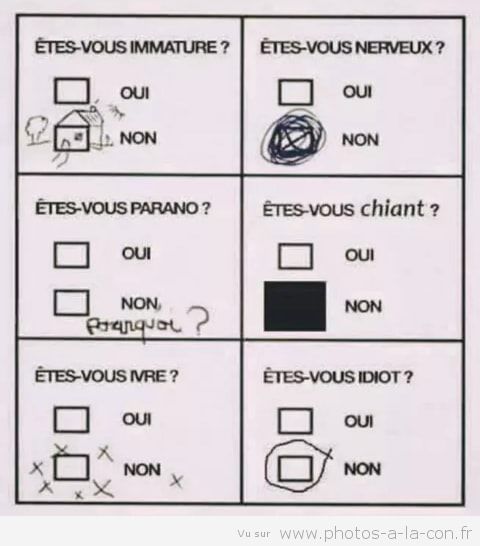 ÊTES-VOUS IMMATURE ?
OUI
NON
ÊTES-VOUS NERVEUX ?
OUI
NON
ÊTES-VOUS PARANO ?
OUI
NON
pourquoi ?
ÊTES-VOUS chiant ?
OUI
NON
ÊTES-VOUS IVRE ?
OUI
NON
ÊTES-VOUS IDIOT ?
OUI
NON
Vu sur www.photos-a-la-con.fr